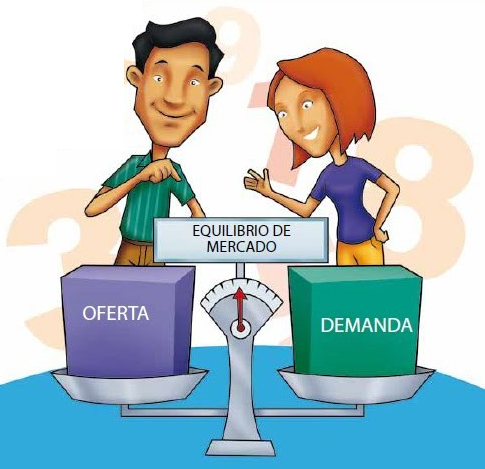 EQUILIBRIO DE
MERCADO
OFERTA
DEMANDA